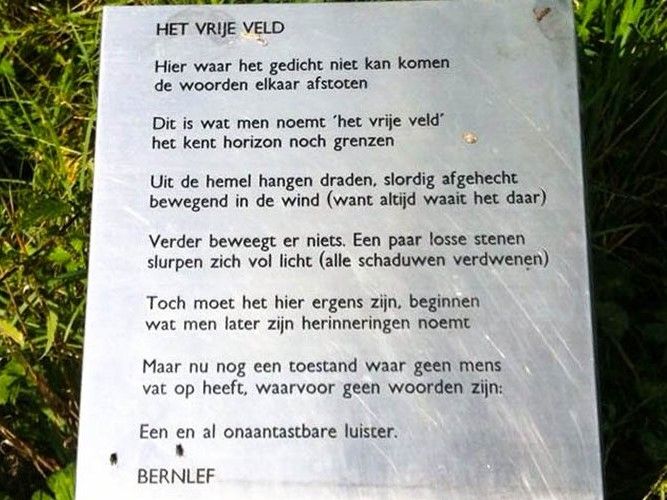 HET VRIJE VELD
Hier waar het gedicht niet kan komen
de woorden elkaar afstoten
Dit is wat men noemt ‘het vrije veld’
het kent horizon noch grenzen
Uit de hemel hangen draden, slordig afgehecht
bewegend in de wind (want altijd waait het daar)
Verder beweegt er niets. Een paar losse stenen
slurpen zich vol licht (alle schaduwen verdwenen)
Toch moet het hier ergens zijn, beginnen
wat men later zijn herinneringen noemt
Maar nu nog een toestand waar geen mens
vat op heeft, waarvoor geen woorden zijn:
Een en al onaantastbare luister.
BERNLEF